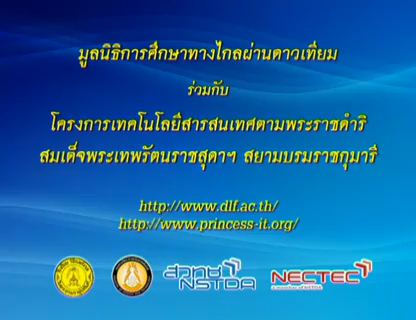 มูลนิธิการศึกษาทางไกลผ่านดาวเทียม
ร่วมกับ
โครงการเทคโนโลยีสารสนเทศตามพระราชดำริ
สมเด็จพระเทพรัตนราชสุดาฯ สยามบรมราชกุมารี
http://www.dlf.ac.th/
http://www.princess-it.org/
สวทช
NSTDA
NECTEC
a member of NSTDA